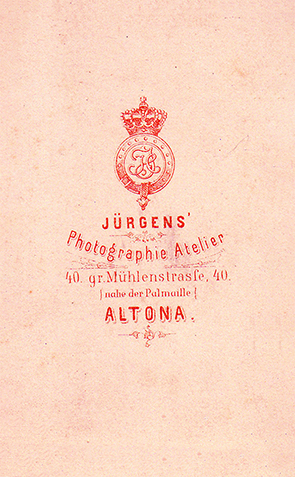 JÜRGENS'
Photographie Atelier
40. gr. Mühlenstrasse, 40.
(nahe der Palmaille)
ALTONA.